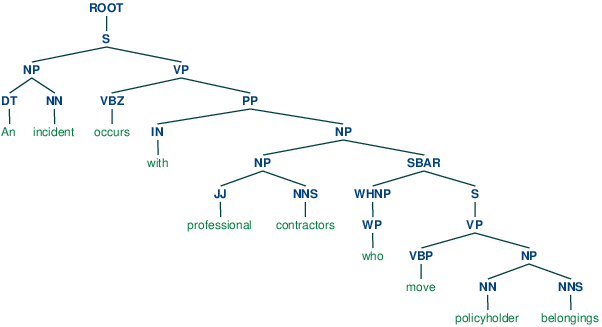 ROOT
S
NP VP
DT NN VBZ PP
An incident occurs IN NP
with NP SBAR
JJ NNS WHNP S
professional contractors WP VP
who VBP NP
move NN NNS
policyholder belongings